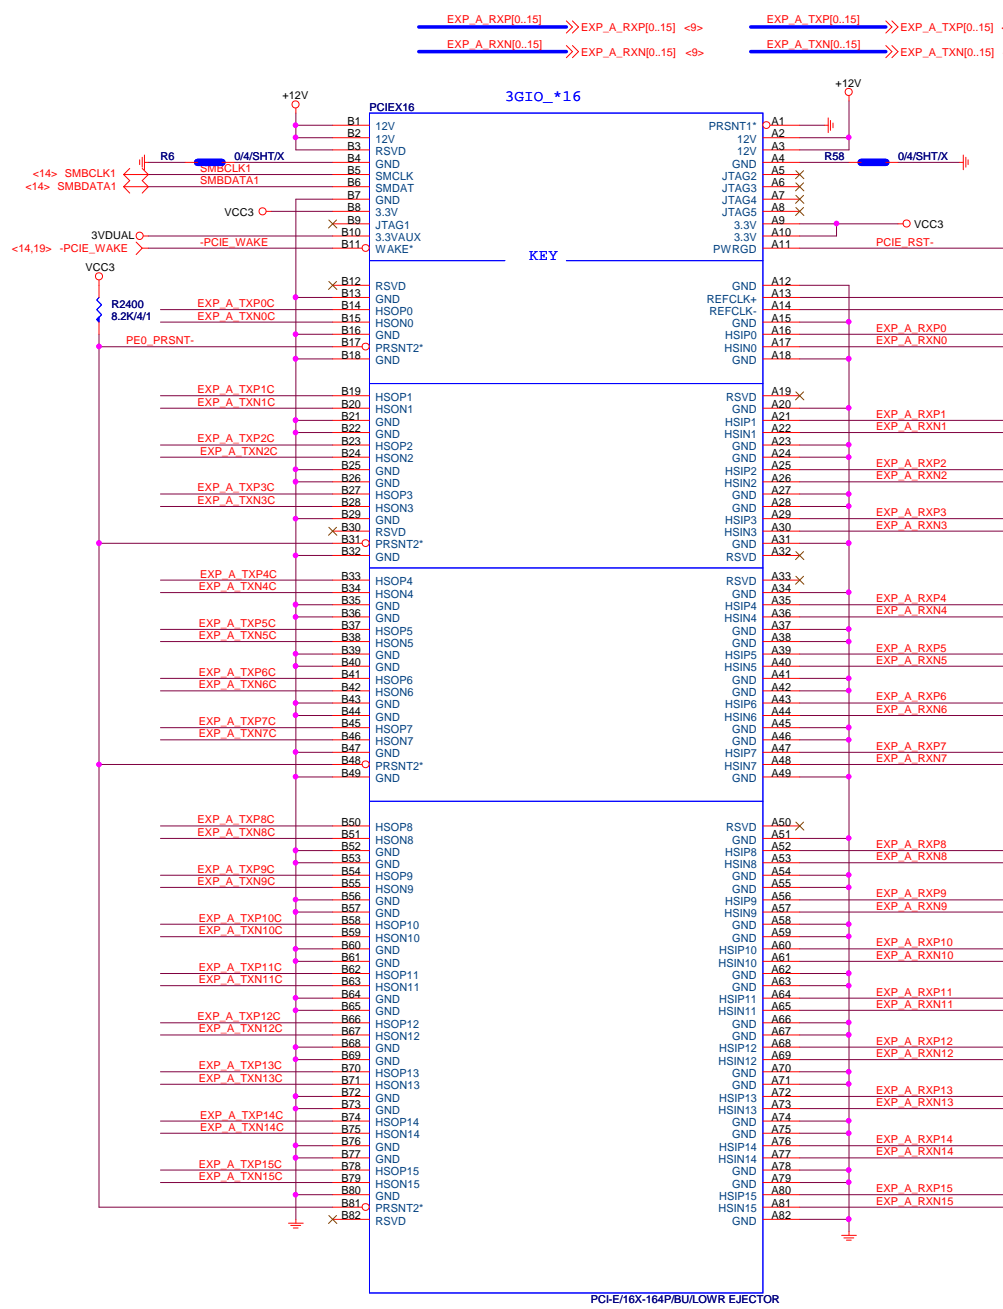 EXP_A_RXP[0..15] EXP_A_RXP[0..15] <9> EXP_A_TXP[0..15] EXP_A_TXP[0..15]
EXP_A_RXN[0..15] EXP_A_RXN[0..15] <9> EXP_A_TXN[0..15] EXP_A_TXN[0..15]
+12V 3GIO_*16 +12V
PCIEX16
B1 12V PRSNT1* A1
B2 12V 12V A2
B3 RSVD 12V A3
R6 0/4/SHT/X B4 GND GND A4 R58 0/4/SHT/X
<14> SMBCLK1 SMBCLK1 B5 SMCLK JTAG2 A5
<14> SMBDATA1 SMBDATA1 B6 SMDAT JTAG3 A6
B7 GND JTAG4 A7
VCC3 B8 3.3V JTAG5 A8
B9 JTAG1 3.3V A9 VCC3
3VDUAL B10 3.3VAUX 3.3V A10
<14,19> -PCIE_WAKE -PCIE_WAKE B11 WAKE* PWRGD A11 PCIE_RST-
KEY
VCC3
B12 RSVD GND A12
R2400 B13 GND REFCLK+ A13
8.2K/4/1 EXP_A_TXP0C B14 HSOP0 REFCLK- A14
EXP_A_TXN0C B15 HSON0 GND A15
B16 GND HSIP0 A16 EXP_A_RXP0
PE0_PRSNT- B17 PRSNT2* HSIN0 A17 EXP_A_RXN0
B18 GND GND A18
EXP_A_TXP1C B19 HSOP1 RSVD A19
EXP_A_TXN1C B20 HSON1 GND A20
B21 GND HSIP1 A21 EXP_A_RXP1
B22 GND HSIN1 A22 EXP_A_RXN1
EXP_A_TXP2C B23 HSOP2 GND A23
EXP_A_TXN2C B24 HSON2 GND A24
B25 GND HSIP2 A25 EXP_A_RXP2
B26 GND HSIN2 A26 EXP_A_RXN2
EXP_A_TXP3C B27 HSOP3 GND A27
EXP_A_TXN3C B28 HSON3 GND A28
B29 GND HSIP3 A29 EXP_A_RXP3
B30 RSVD HSIN3 A30 EXP_A_RXN3
B31 PRSNT2* GND A31
B32 GND RSVD A32
EXP_A_TXP4C B33 HSOP4 RSVD A33
EXP_A_TXN4C B34 HSON4 GND A34
B35 GND HSIP4 A35 EXP_A_RXP4
B36 GND HSIN4 A36 EXP_A_RXN4
EXP_A_TXP5C B37 HSOP5 GND A37
EXP_A_TXN5C B38 HSON5 GND A38
B39 GND HSIP5 A39 EXP_A_RXP5
B40 GND HSIN5 A40 EXP_A_RXN5
EXP_A_TXP6C B41 HSOP6 GND A41
EXP_A_TXN6C B42 HSON6 GND A42
B43 GND HSIP6 A43 EXP_A_RXP6
B44 GND HSIN6 A44 EXP_A_RXN6
EXP_A_TXP7C B45 HSOP7 GND A45
EXP_A_TXN7C B46 HSON7 GND A46
B47 GND HSIP7 A47 EXP_A_RXP7
B48 PRSNT2* HSIN7 A48 EXP_A_RXN7
B49 GND GND A49
EXP_A_TXP8C B50 HSOP8 RSVD A50
EXP_A_TXN8C B51 HSON8 GND A51
B52 GND HSIP8 A52 EXP_A_RXP8
B53 GND HSIN8 A53 EXP_A_RXN8
EXP_A_TXP9C B54 HSOP9 GND A54
EXP_A_TXN9C B55 HSON9 GND A55
B56 GND HSIP9 A56 EXP_A_RXP9
B57 GND HSIN9 A57 EXP_A_RXN9
EXP_A_TXP10C B58 HSOP10 GND A58
EXP_A_TXN10C B59 HSON10 GND A59
B60 GND HSIP10 A60 EXP_A_RXP10
B61 GND HSIN10 A61 EXP_A_RXN10
EXP_A_TXP11C B62 HSOP11 GND A62
EXP_A_TXN11C B63 HSON11 GND A63
B64 GND HSIP11 A64 EXP_A_RXP11
B65 GND HSIN11 A65 EXP_A_RXN11
EXP_A_TXP12C B66 HSOP12 GND A66
EXP_A_TXN12C B67 HSON12 GND A67
B68 GND HSIP12 A68 EXP_A_RXP12
B69 GND HSIN12 A69 EXP_A_RXN12
EXP_A_TXP13C B70 HSOP13 GND A70
EXP_A_TXN13C B71 HSON13 GND A71
B72 GND HSIP13 A72 EXP_A_RXP13
B73 GND HSIN13 A73 EXP_A_RXN13
EXP_A_TXP14C B74 HSOP14 GND A74
EXP_A_TXN14C B75 HSON14 GND A75
B76 GND HSIP14 A76 EXP_A_RXP14
B77 GND HSIN14 A77 EXP_A_RXN14
EXP_A_TXP15C B78 HSOP15 GND A78
EXP_A_TXN15C B79 HSON15 GND A79
B80 GND HSIP15 A80 EXP_A_RXP15
B81 PRSNT2* HSIN15 A81 EXP_A_RXN15
B82 RSVD GND A82
PCI-E/16X-164P/BU/LOWR EJECTOR